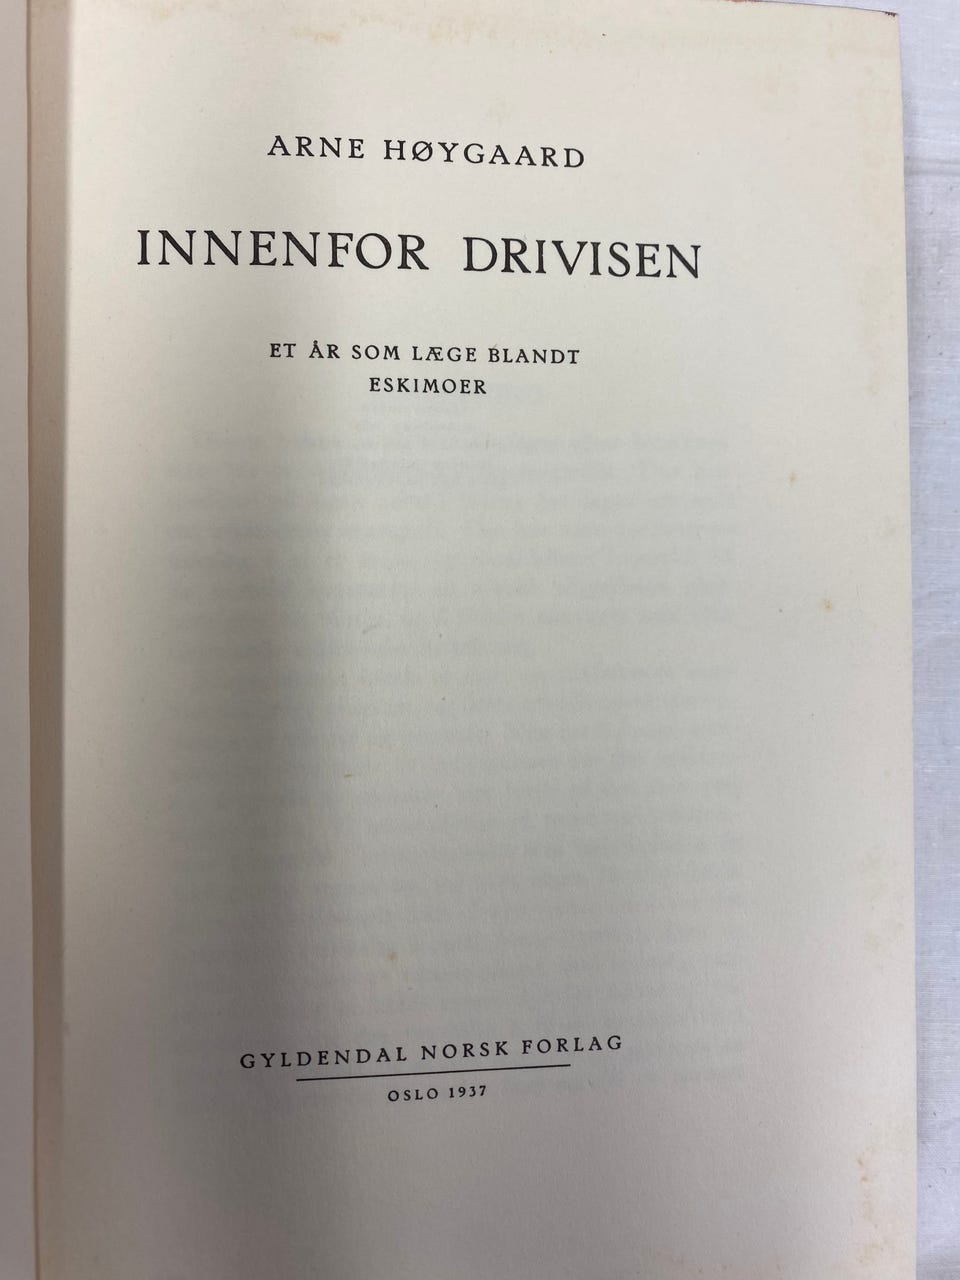 ARNE HØYGAARD
INNENFOR DRIVISEN
ET ÅR SOM LÆGE BLANDT
ESKIMOER
GYLDENDAL NORSK FORLAG
OSLO 1937